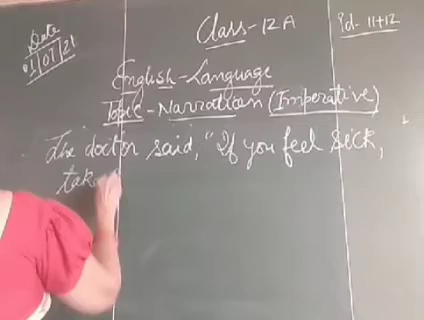 Date
01/07/21
Class-12A
Pd-11+12
English-Language
Topic-Narration (Imperative)
The doctor said, "If you feel sick,
take